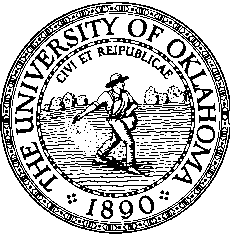 THE UNIVERSITY OF OKLAHOMA
CIVI ET REIPUBLICAE
1890